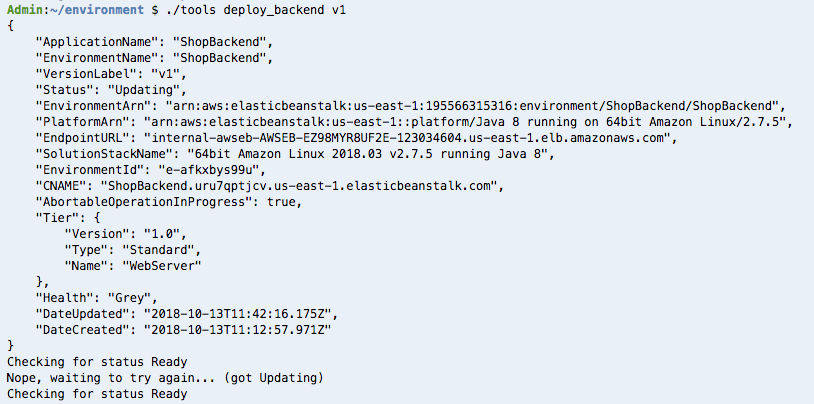 Admin:~/environment $ ./tools deploy_backend v1
{
    "ApplicationName": "ShopBackend",
    "EnvironmentName": "ShopBackend",
    "VersionLabel": "v1",
    "Status": "Updating",
    "EnvironmentArn": "arn:aws:elasticbeanstalk:us-east-1:195566315316:environment/ShopBackend/ShopBackend",
    "PlatformArn": "arn:aws:elasticbeanstalk:us-east-1::platform/Java 8 running on 64bit Amazon Linux/2.7.5",
    "EndpointURL": "internal-awseb-AWSEB-EZ98MYR8UF2E-123034604.us-east-1.elb.amazonaws.com",
    "SolutionStackName": "64bit Amazon Linux 2018.03 v2.7.5 running Java 8",
    "EnvironmentId": "e-afkxbys99u",
    "CNAME": "ShopBackend.uru7qptjcv.us-east-1.elasticbeanstalk.com",
    "AbortableOperationInProgress": true,
    "Tier": {
        "Version": "1.0",
        "Type": "Standard",
        "Name": "WebServer"
    },
    "Health": "Grey",
    "DateUpdated": "2018-10-13T11:42:16.175Z",
    "DateCreated": "2018-10-13T11:12:57.971Z"
}
Checking for status Ready
Nope, waiting to try again... (got Updating)
Checking for status Ready